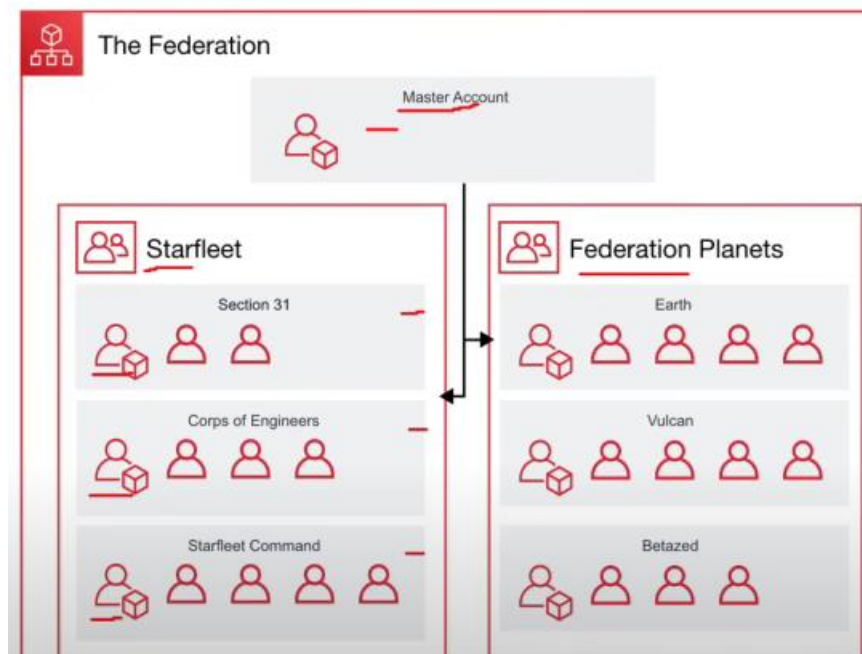 The Federation
Master Account
Starfleet
Section 31
Corps of Engineers
Starfleet Command
Federation Planets
Earth
Vulcan
Betazed